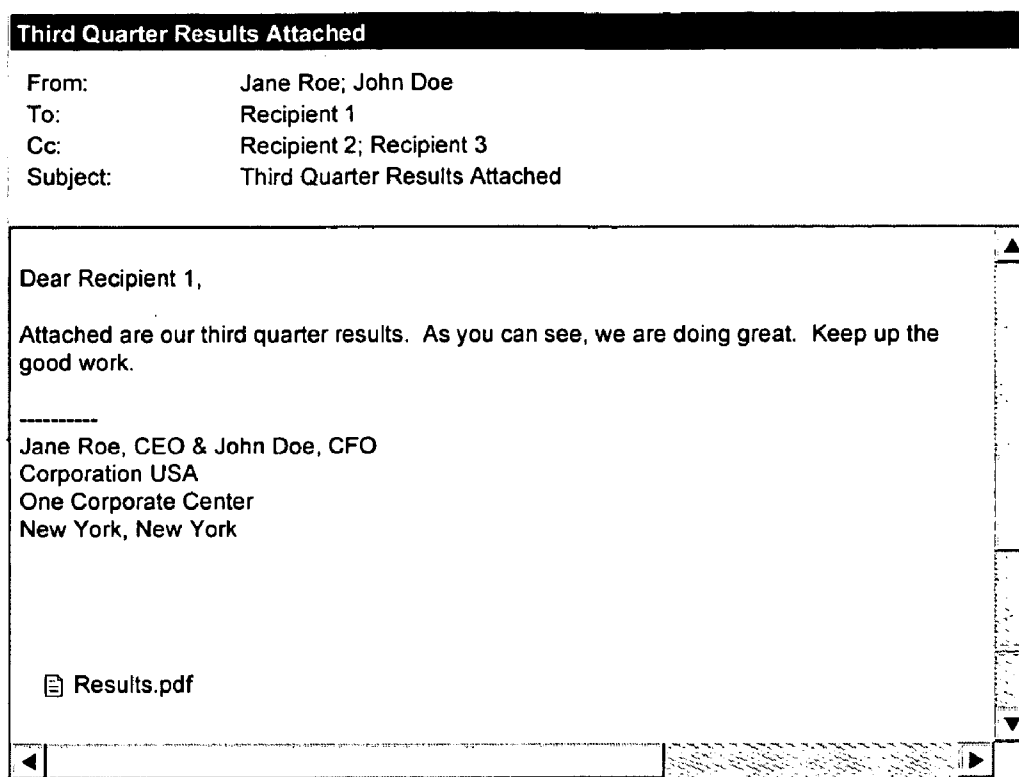 Third Quarter Results Attached
From: Jane Roe; John Doe
To: Recipient 1
Cc: Recipient 2; Recipient 3
Subject: Third Quarter Results Attached
Dear Recipient 1,
Attached are our third quarter results. As you can see, we are doing great. Keep up the
good work.
----------
Jane Roe, CEO & John Doe, CFO
Corporation USA
One Corporate Center
New York, New York
Results.pdf